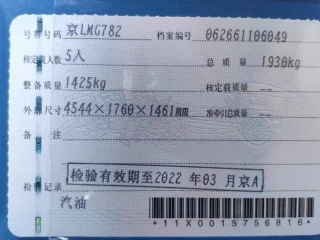 号牌号码 京LMG782 档案编号 062661106049
核定载人数 5人 总质量 1930kg
整备质量 1425kg 核定载质量
外廓尺寸 4544×1760×1461mm 准牵引总质量
备注
检验有效期至2022年03月京A
检验记录
汽油
*11X0015756816*